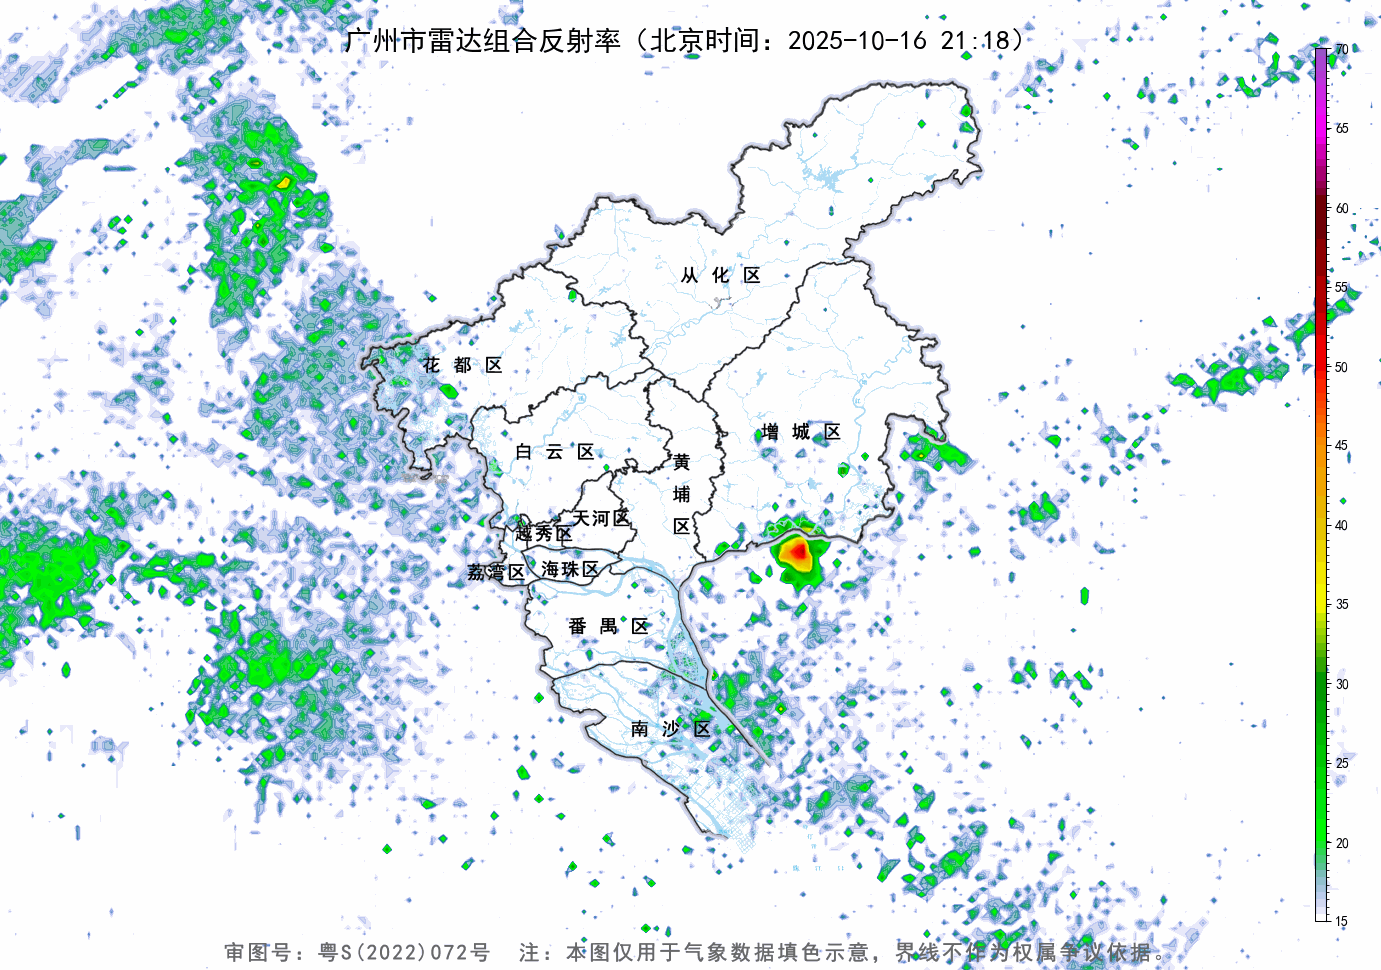 广州市雷达组合反射率（北京时间：2025-10-16 21:18）
70
65
60
55
50
45
40
35
30
25
20
15
从化区
花都区
增城区
白云区
黄埔区
天河区
越秀区
荔湾区
海珠区
番禺区
南沙区
审图号：粤S(2022)072号 注：本图仅用于气象数据填色示意，界线不作为权属争议依据。